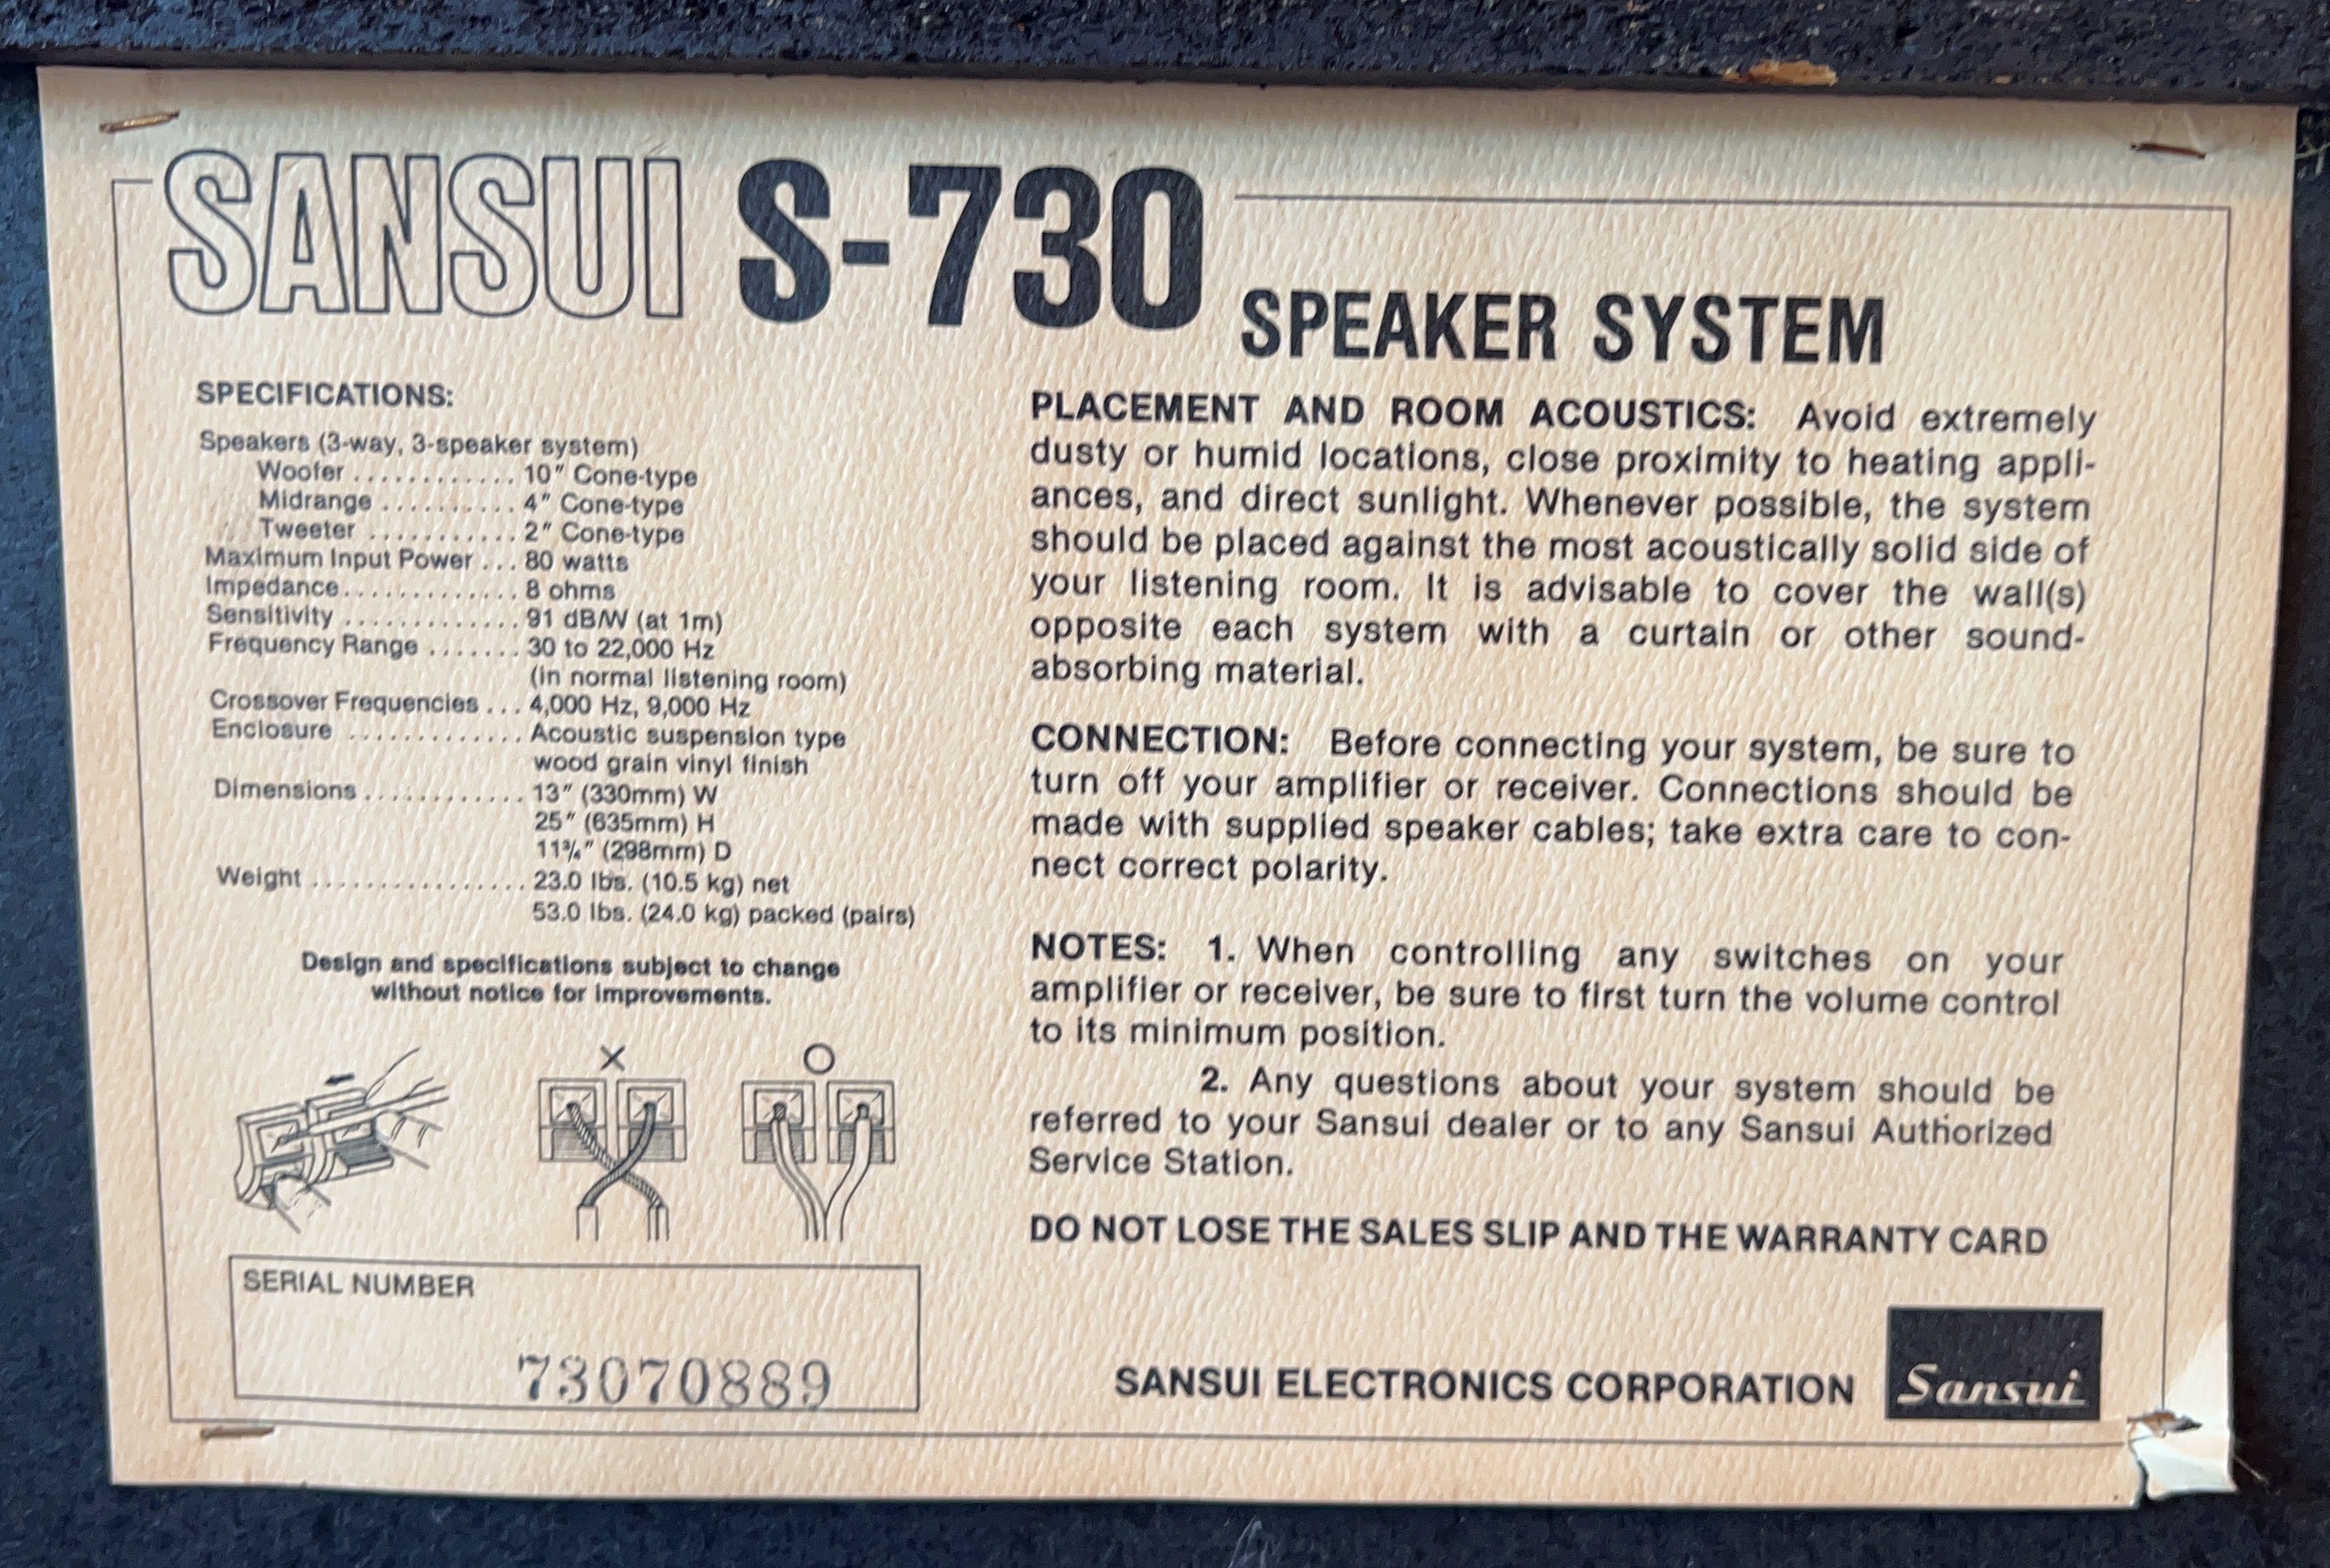 SANSUI S-730
SPEAKER SYSTEM
SPECIFICATIONS:
Speakers (3-way, 3-speaker system)
Woofer ............ 10" Cone-type
Midrange .......... 4" Cone-type
Tweeter ........... 2" Cone-type
Maximum Input Power ... 80 watts
Impedance............. 8 ohms
Sensitivity ............. 91 dB/W (at 1m)
Frequency Range ....... 30 to 22,000 Hz
(in normal listening room)
Crossover Frequencies ... 4,000 Hz, 9,000 Hz
Enclosure ............. Acoustic suspension type
wood grain vinyl finish
Dimensions ............ 13" (330mm) W
25" (635mm) H
11¾" (298mm) D
Weight ................ 23.0 lbs. (10.5 kg) net
53.0 lbs. (24.0 kg) packed (pairs)
Design and specifications subject to change
without notice for improvements.
X O
SERIAL NUMBER
73070889
PLACEMENT AND ROOM ACOUSTICS: Avoid extremely
dusty or humid locations, close proximity to heating appli-
ances, and direct sunlight. Whenever possible, the system
should be placed against the most acoustically solid side of
your listening room. It is advisable to cover the wall(s)
opposite each system with a curtain or other sound-
absorbing material.
CONNECTION: Before connecting your system, be sure to
turn off your amplifier or receiver. Connections should be
made with supplied speaker cables; take extra care to con-
nect correct polarity.
NOTES: 1. When controlling any switches on your
amplifier or receiver, be sure to first turn the volume control
to its minimum position.
2. Any questions about your system should be
referred to your Sansui dealer or to any Sansui Authorized
Service Station.
DO NOT LOSE THE SALES SLIP AND THE WARRANTY CARD
SANSUI ELECTRONICS CORPORATION
Sansui